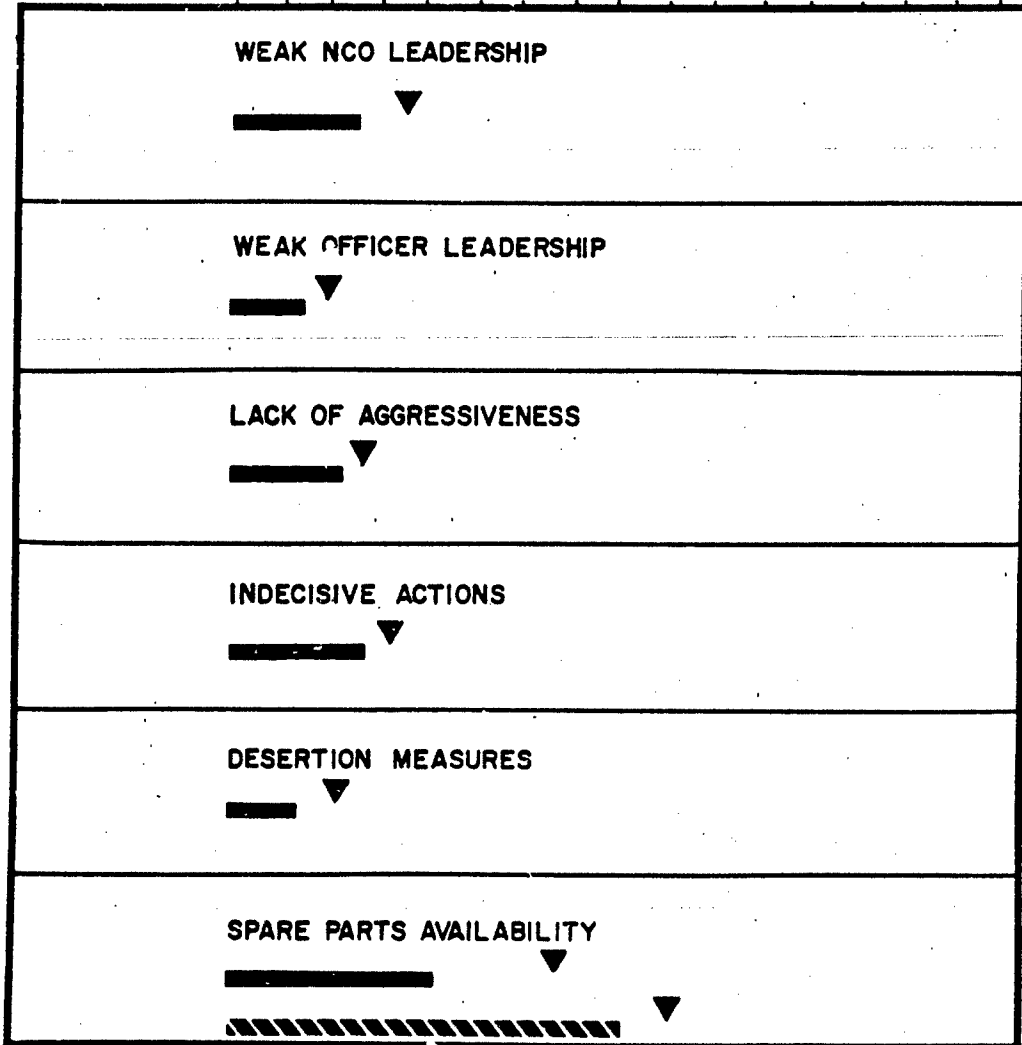 WEAK NCO LEADERSHIP
WEAK OFFICER LEADERSHIP
LACK OF AGGRESSIVENESS
INDECISIVE ACTIONS
DESERTION MEASURES
SPARE PARTS AVAILABILITY